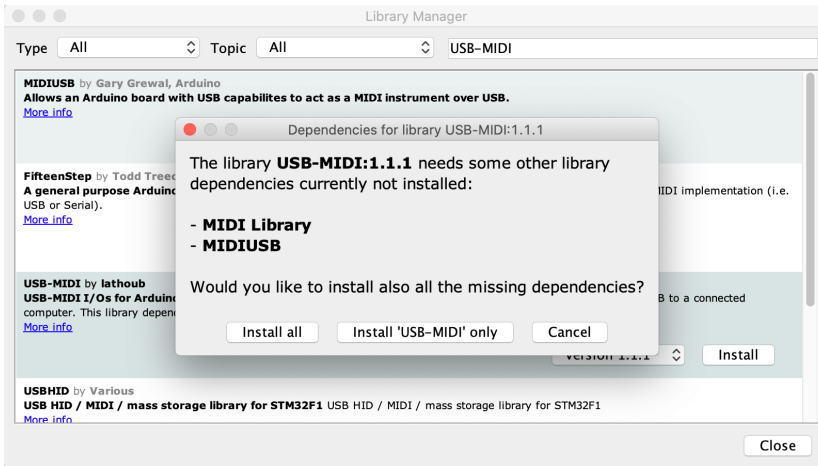 Library Manager
Type All Topic All USB-MIDI
MIDIUSB by Gary Grewal, Arduino
Allows an Arduino board with USB capabilites to act as a MIDI instrument over USB.
More info
Dependencies for library USB-MIDI:1.1.1
The library USB-MIDI:1.1.1 needs some other library
dependencies currently not installed:
- MIDI Library
- MIDIUSB
Would you like to install also all the missing dependencies?
Install all Install 'USB-MIDI' only Cancel
FifteenStep by Todd
A general purpose MIDI implementation (i.e.
USB or Serial).
More info
USB-MIDI by lathoub
USB-MIDI I/Os for B to a connected
computer. This library
More info
Version 1.1.1 Install
USBHID by Various
USB HID / MIDI / mass storage library for STM32F1 USB HID / MIDI / mass storage library for STM32F1
More info
Close